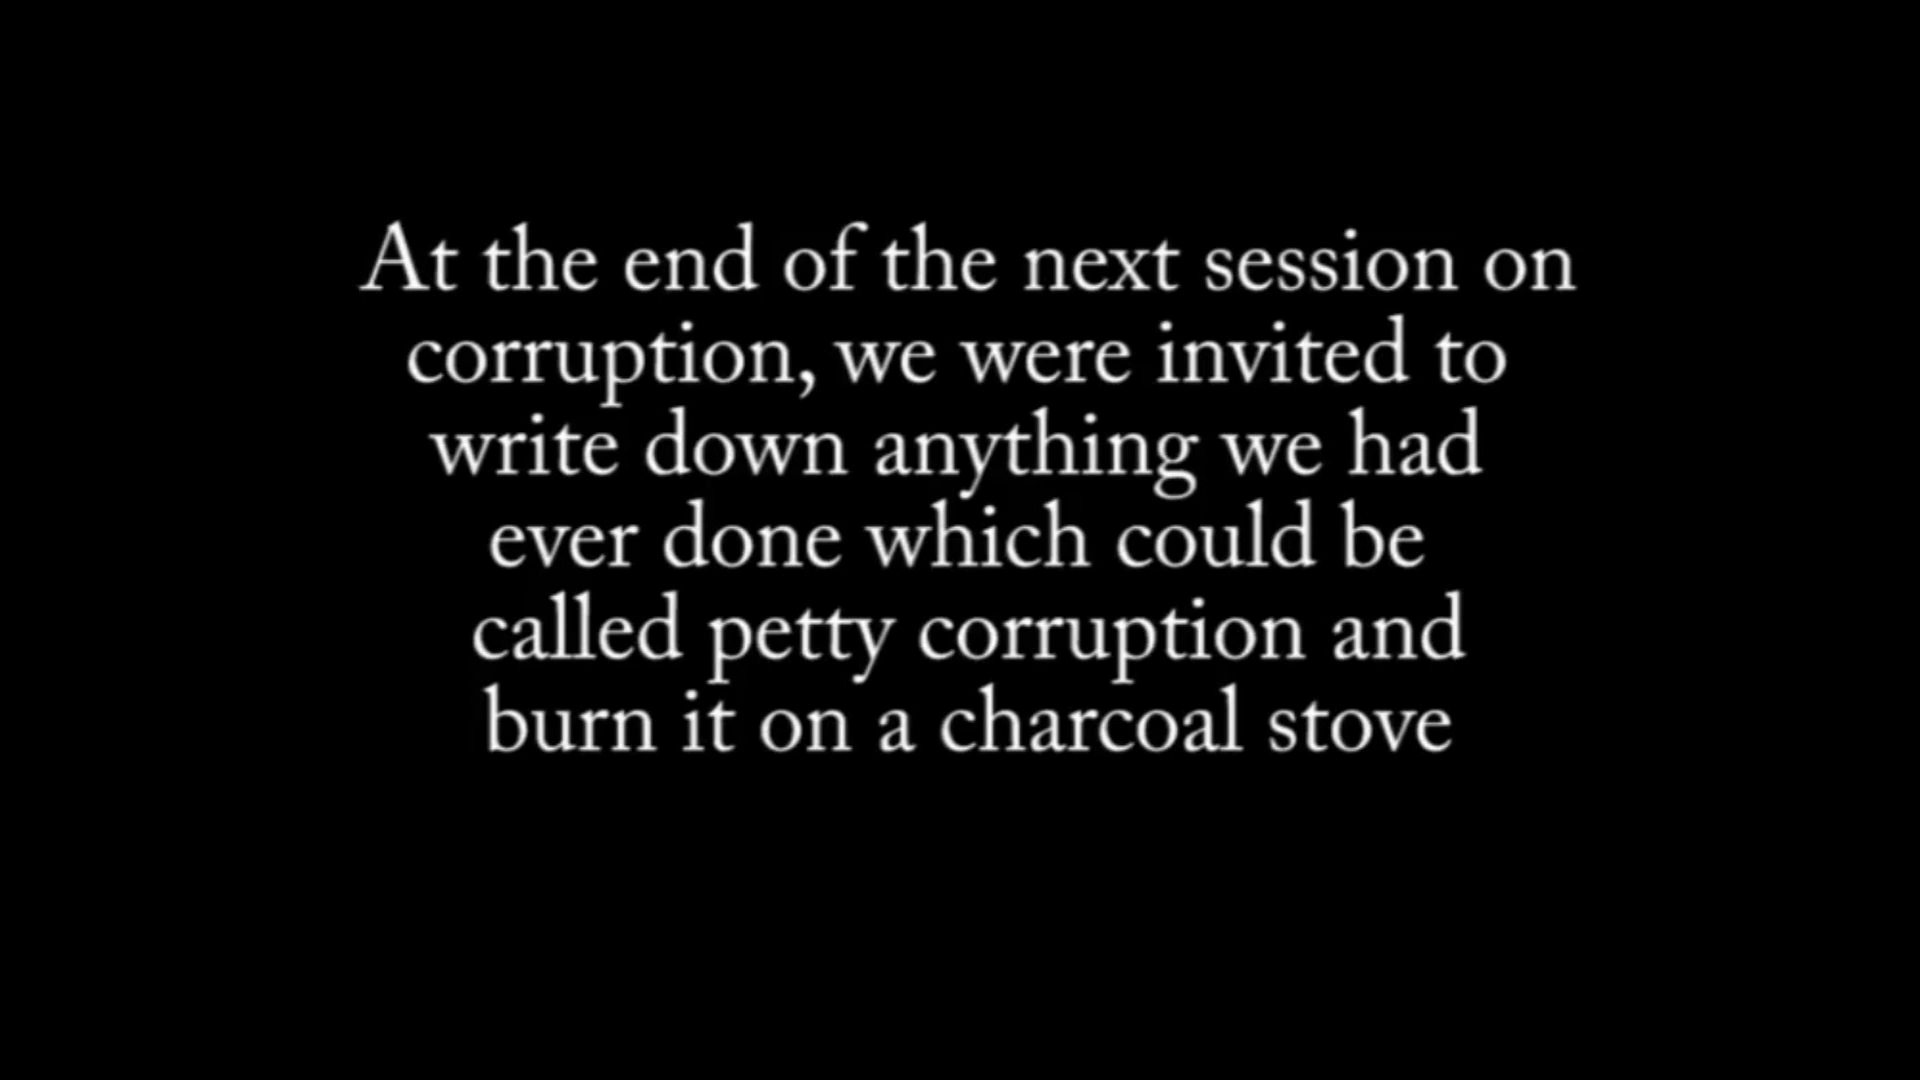 At the end of the next session on
corruption, we were invited to
write down anything we had
ever done which could be
called petty corruption and
burn it on a charcoal stove